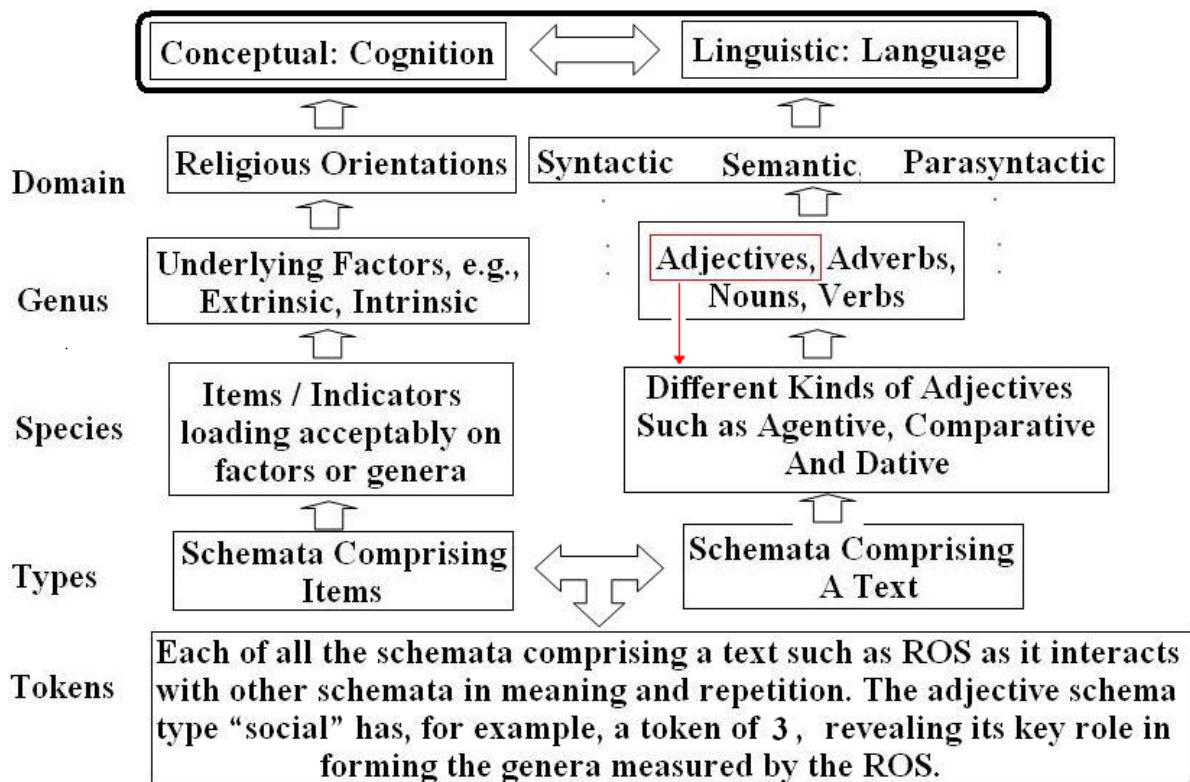 Conceptual: Cognition
Linguistic: Language
Domain
Religious Orientations
Syntactic Semantic, Parasyntactic
Genus
Underlying Factors, e.g.,
Extrinsic, Intrinsic
Adjectives, Adverbs,
Nouns, Verbs
Species
Items / Indicators
loading acceptably on
factors or genera
Different Kinds of Adjectives
Such as Agentive, Comparative
And Dative
Types
Schemata Comprising
Items
Schemata Comprising
A Text
Tokens
Each of all the schemata comprising a text such as ROS as it interacts
with other schemata in meaning and repetition. The adjective schema
type “social” has, for example, a token of 3 , revealing its key role in
forming the genera measured by the ROS.